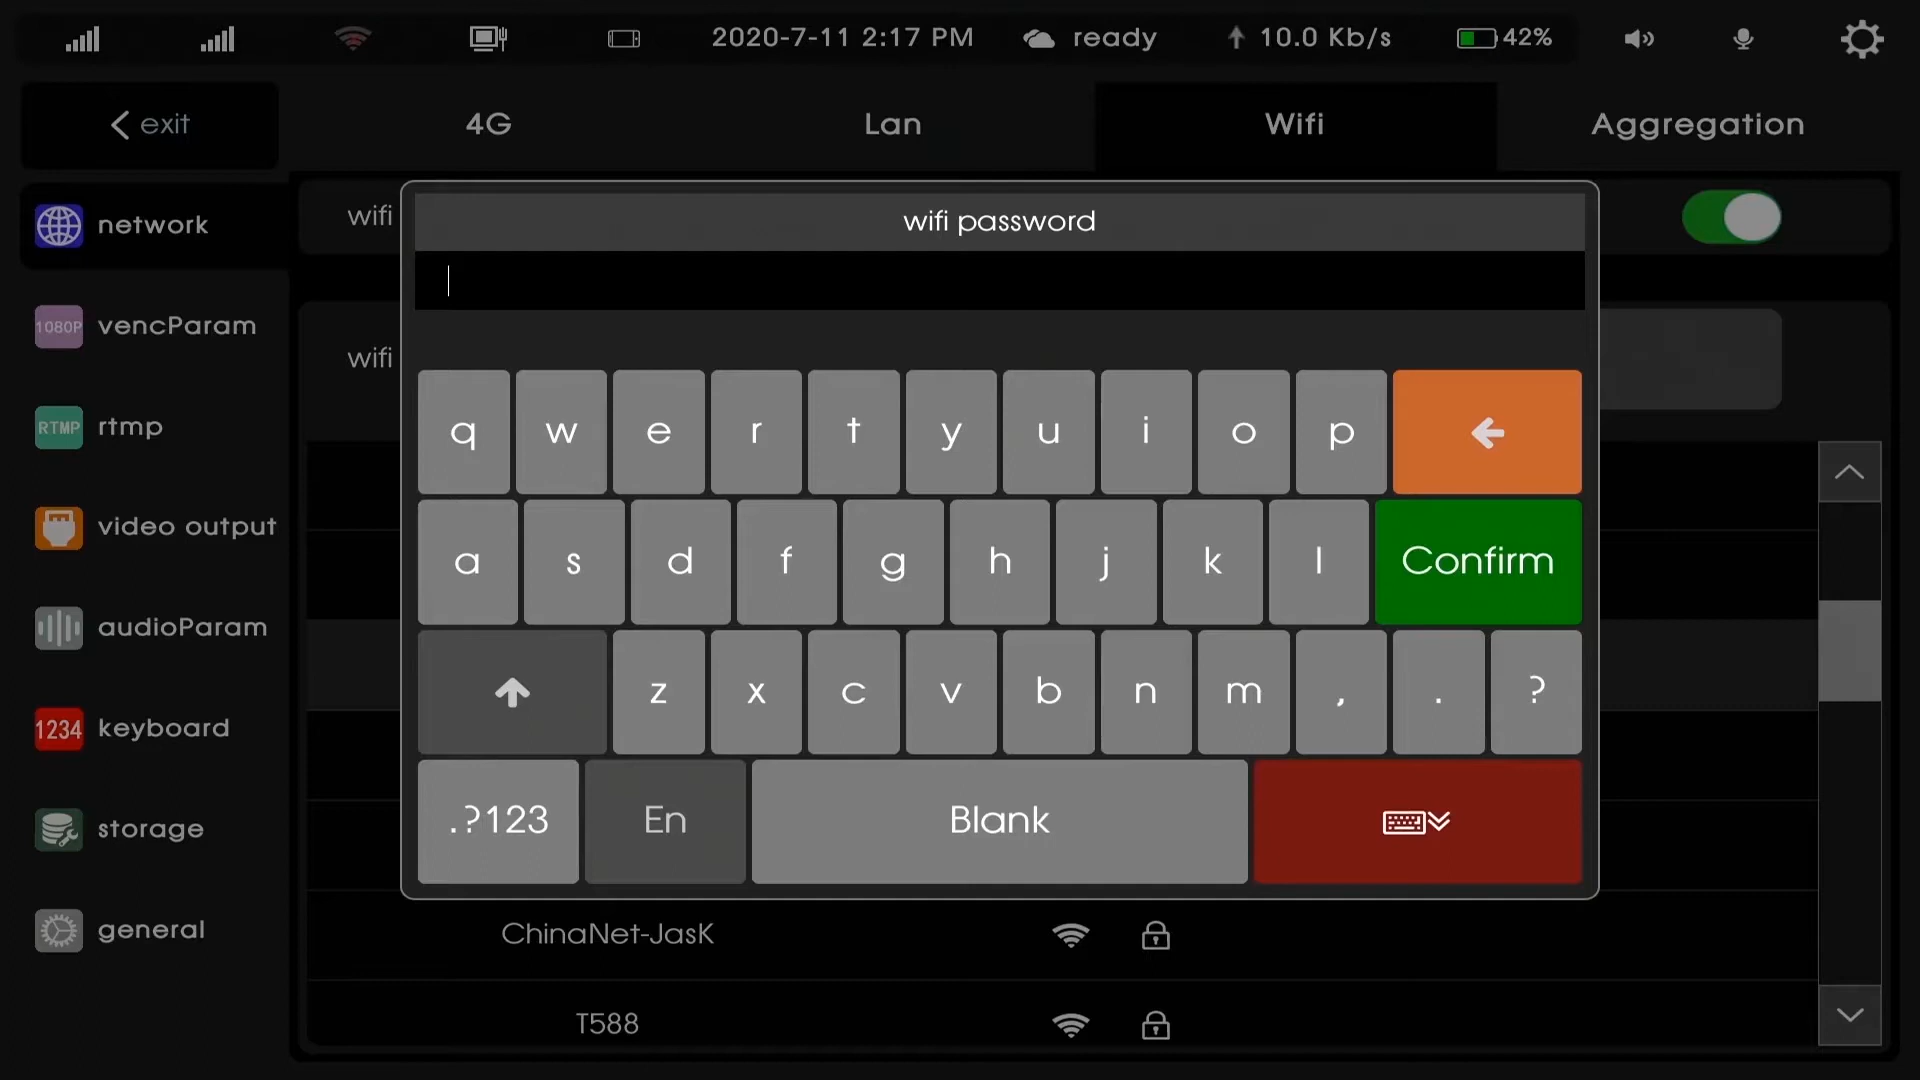 2020-7-11 2:17 PM ready 10.0 Kb/s 42%
exit 4G Lan Wifi Aggregation
network
1080P vencParam
RTMP rtmp
video output
audioParam
1234 keyboard
storage
general
wifi
wifi
wifi password
q w e r t y u i o p
a s d f g h j k l Confirm
z x c v b n m , . ?
.?123 En Blank
ChinaNet-JasK
T588